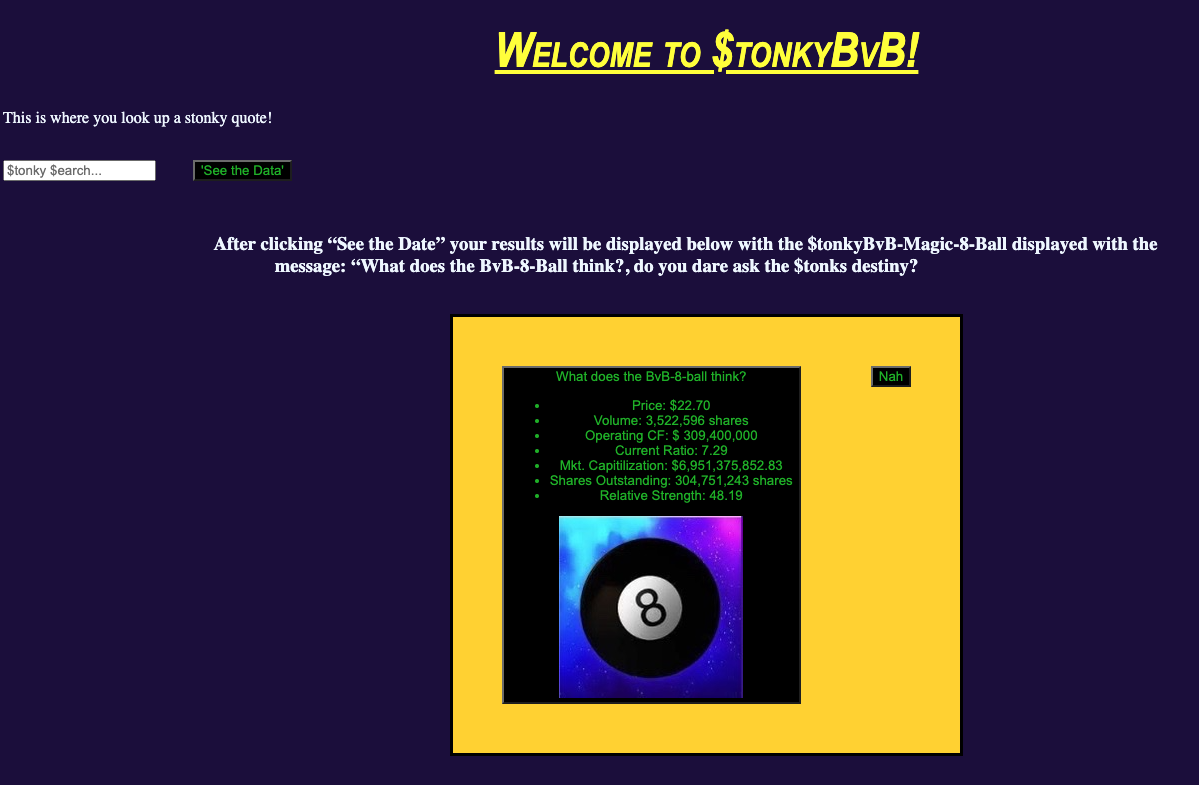 Welcome to $tonkyBvB!
This is where you look up a stonky quote!
$tonky $earch...
'See the Data'
After clicking “See the Date” your results will be displayed below with the $tonkyBvB-Magic-8-Ball displayed with the
message: “What does the BvB-8-Ball think?, do you dare ask the $tonks destiny?
What does the BvB-8-ball think?
Nah
• Price: $22.70
• Volume: 3,522,596 shares
• Operating CF: $ 309,400,000
• Current Ratio: 7.29
• Mkt. Capitilization: $6,951,375,852.83
• Shares Outstanding: 304,751,243 shares
• Relative Strength: 48.19
8